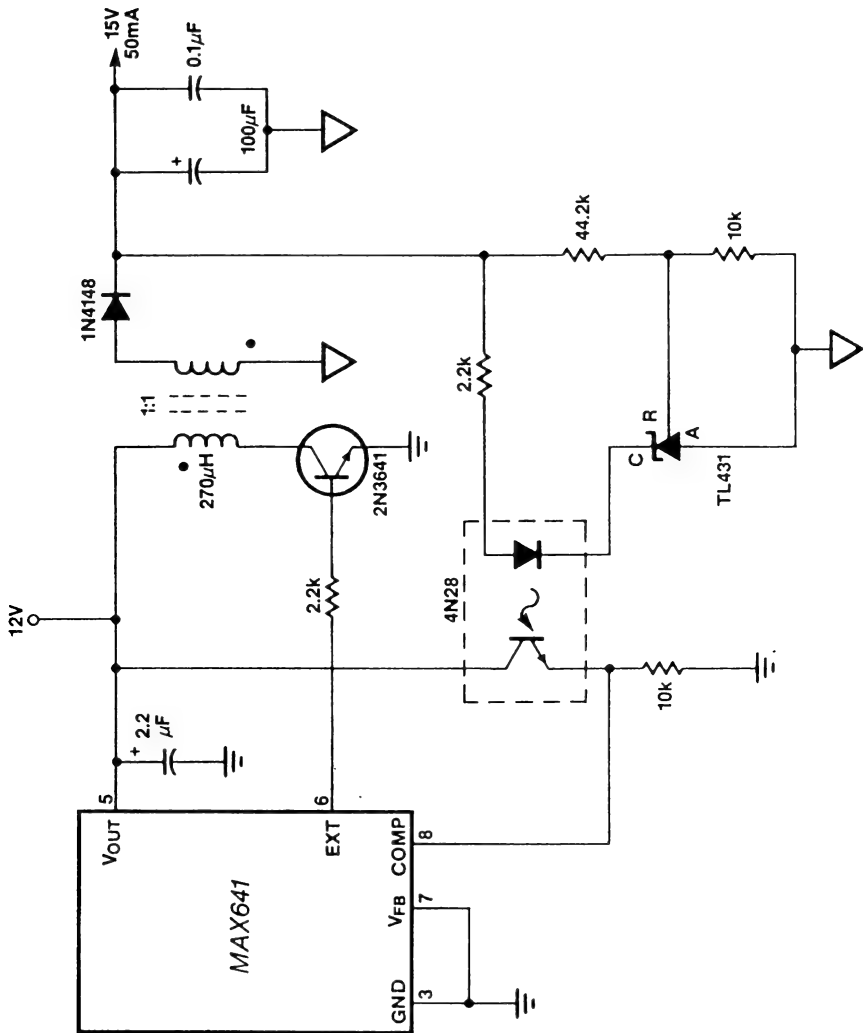 12V
15V
50mA
1N4148
0.1μF
+
100μF
1:1
270μH
2N3641
2.2k
+
2.2
μF
5
VOUT
6
EXT
MAX641
COMP
8
VFB
7
GND
3
4N28
10k
2.2k
44.2k
10k
C
R
A
TL431